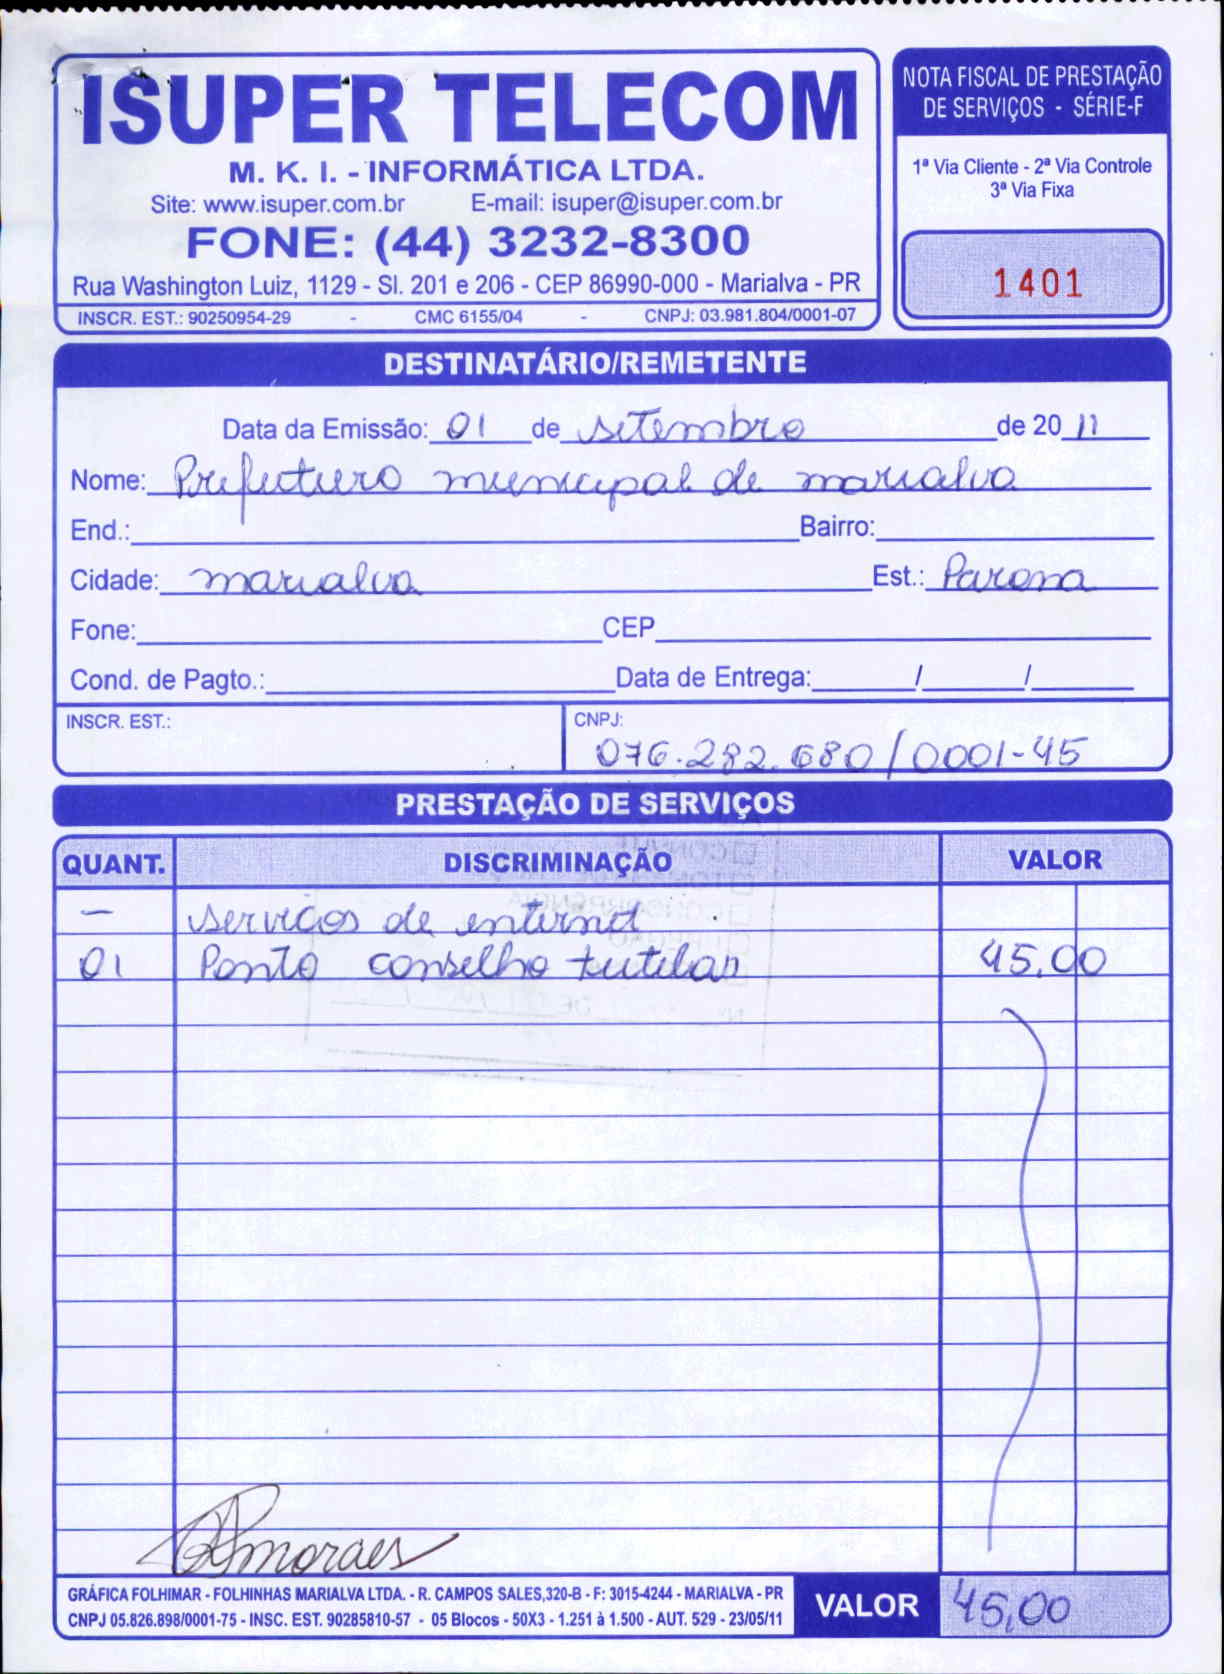 ISUPER TELECOM
M. K. I. - INFORMÁTICA LTDA.
Site: www.isuper.com.br E-mail: isuper@isuper.com.br
FONE: (44) 3232-8300
Rua Washington Luiz, 1129 - Sl. 201 e 206 - CEP 86990-000 - Marialva - PR
INSCR. EST.: 90250954-29 - CMC 6155/04 - CNPJ: 03.981.804/0001-07
NOTA FISCAL DE PRESTAÇÃO
DE SERVIÇOS - SÉRIE-F
1ª Via Cliente - 2ª Via Controle
3ª Via Fixa
1401
DESTINATÁRIO/REMETENTE
Data da Emissão: 01 de setembro de 20 11
Nome: Prefeitura municipal de marialva
End.: Bairro:
Cidade: marialva Est.: Parana
Fone: CEP
Cond. de Pagto.: Data de Entrega: / /
INSCR. EST.: CNPJ:
076.282.680/0001-45
PRESTAÇÃO DE SERVIÇOS
QUANT. DISCRIMINAÇÃO VALOR
- serviços de internet
01 Ponto conselho tutelar 45,00
moraes
GRÁFICA FOLHIMAR - FOLHINHAS MARIALVA LTDA. - R. CAMPOS SALES,320-B - F: 3015-4244 - MARIALVA - PR
CNPJ 05.826.898/0001-75 - INSC. EST. 90285810-57 - 05 Blocos - 50X3 - 1.251 à 1.500 - AUT. 529 - 23/05/11
VALOR 45,00